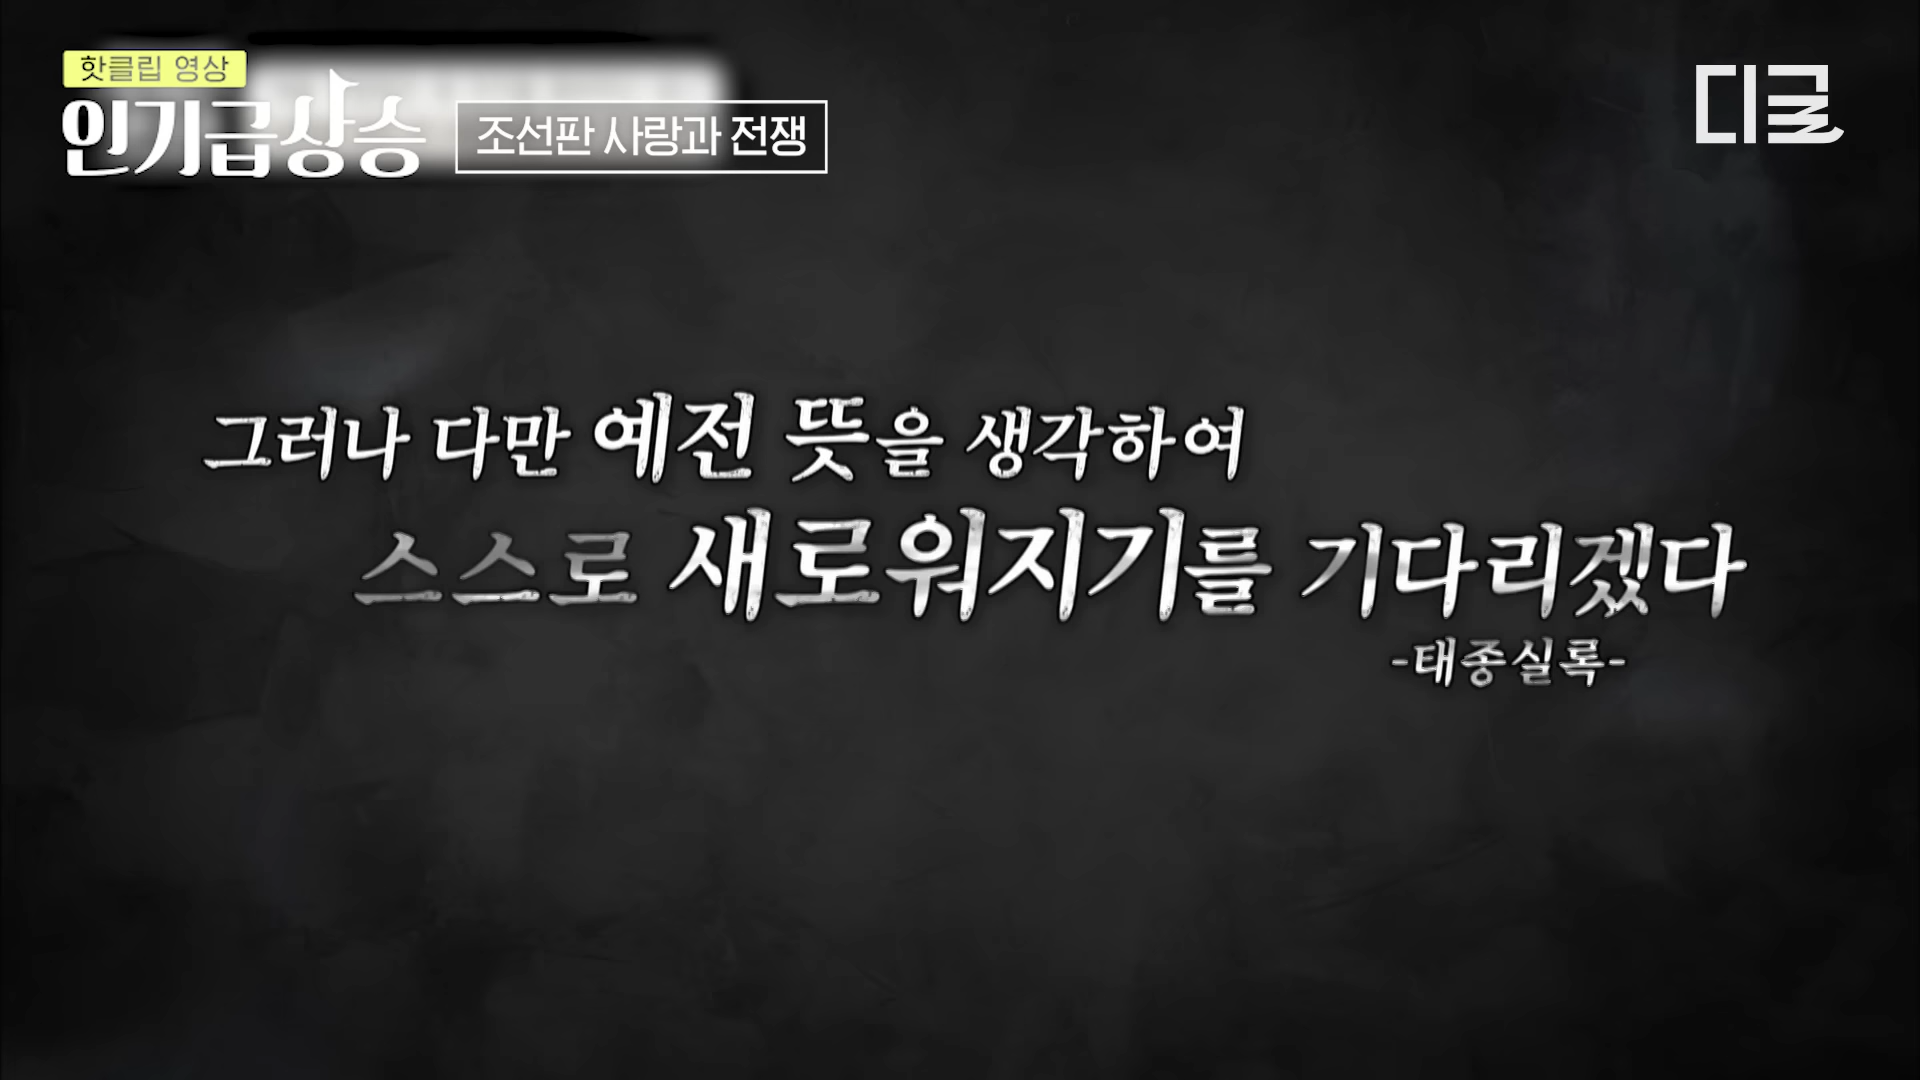 핫클립 영상
인기급상승 조선판 사랑과 전쟁
디글
그러나 다만 예전 뜻을 생각하여
스스로 새로워지기를 기다리겠다
-태종실록-